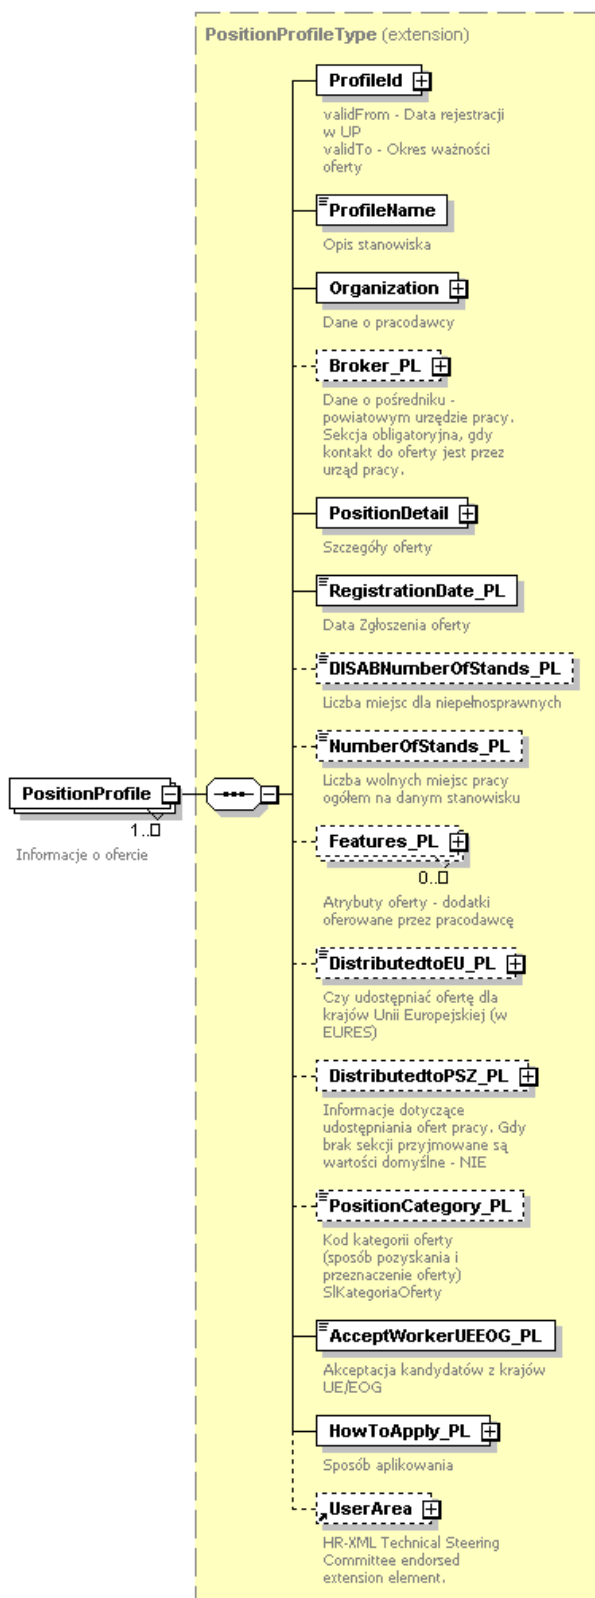 PositionProfileType (extension)
ProfileId
validFrom - Data rejestracji
w UP
validTo - Okres ważności
oferty
ProfileName
Opis stanowiska
Organization
Dane o pracodawcy
Broker_PL
Dane o pośredniku -
powiatowym urzędzie pracy.
Sekcja obligatoryjna, gdy
kontakt do oferty jest przez
urząd pracy.
PositionDetail
Szczegóły oferty
RegistrationDate_PL
Data Zgłoszenia oferty
DISABNumberOfStands_PL
Liczba miejsc dla niepełnosprawnych
NumberOfStands_PL
Liczba wolnych miejsc pracy
ogółem na danym stanowisku
PositionProfile
1..
Informacje o ofercie
Features_PL
0..
Atrybuty oferty - dodatki
oferowane przez pracodawcę
DistributedtoEU_PL
Czy udostępniać ofertę dla
krajów Unii Europejskiej (w
EURES)
DistributedtoPSZ_PL
Informacje dotyczące
udostępniania ofert pracy. Gdy
brak sekcji przyjmowane są
wartości domyślne - NIE
PositionCategory_PL
Kod kategorii oferty
(sposób pozyskania i
przeznaczenie oferty)
SlKategoriaOferty
AcceptWorkerUEEOG_PL
Akceptacja kandydatów z krajów
UE/EOG
HowToApply_PL
Sposób aplikowania
UserArea
HR-XML Technical Steering
Committee endorsed
extension element.